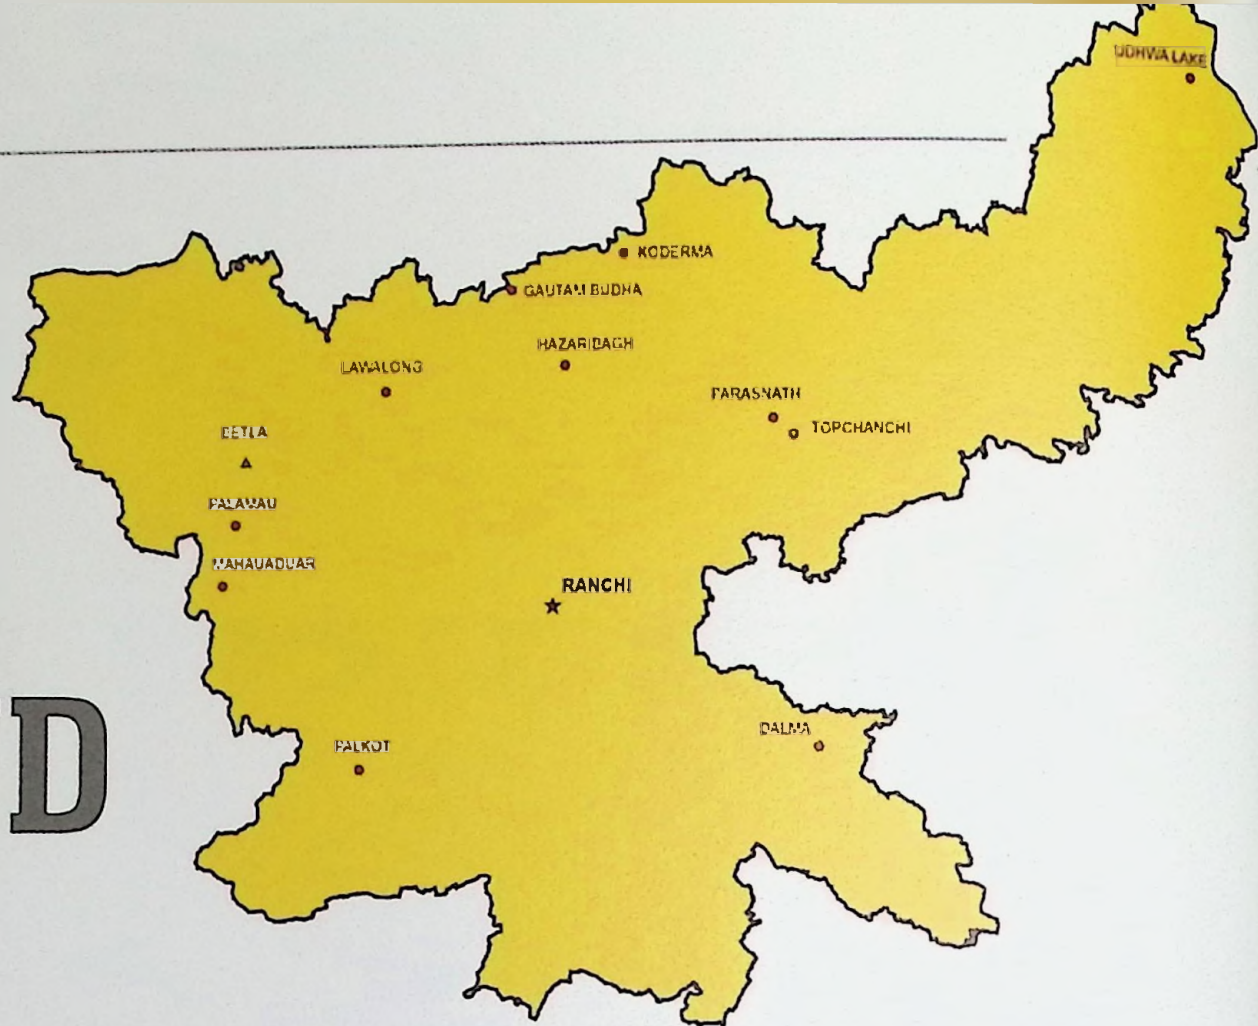 UDHWA LAKE
KODERMA
GAUTAM BUDHA
HAZARIBAGH
LAWALONG
PARASNATH
TOPCHANCHI
BETLA
PALAMAU
MAHAUADUAR
RANCHI
D
DALMA
PALKOT